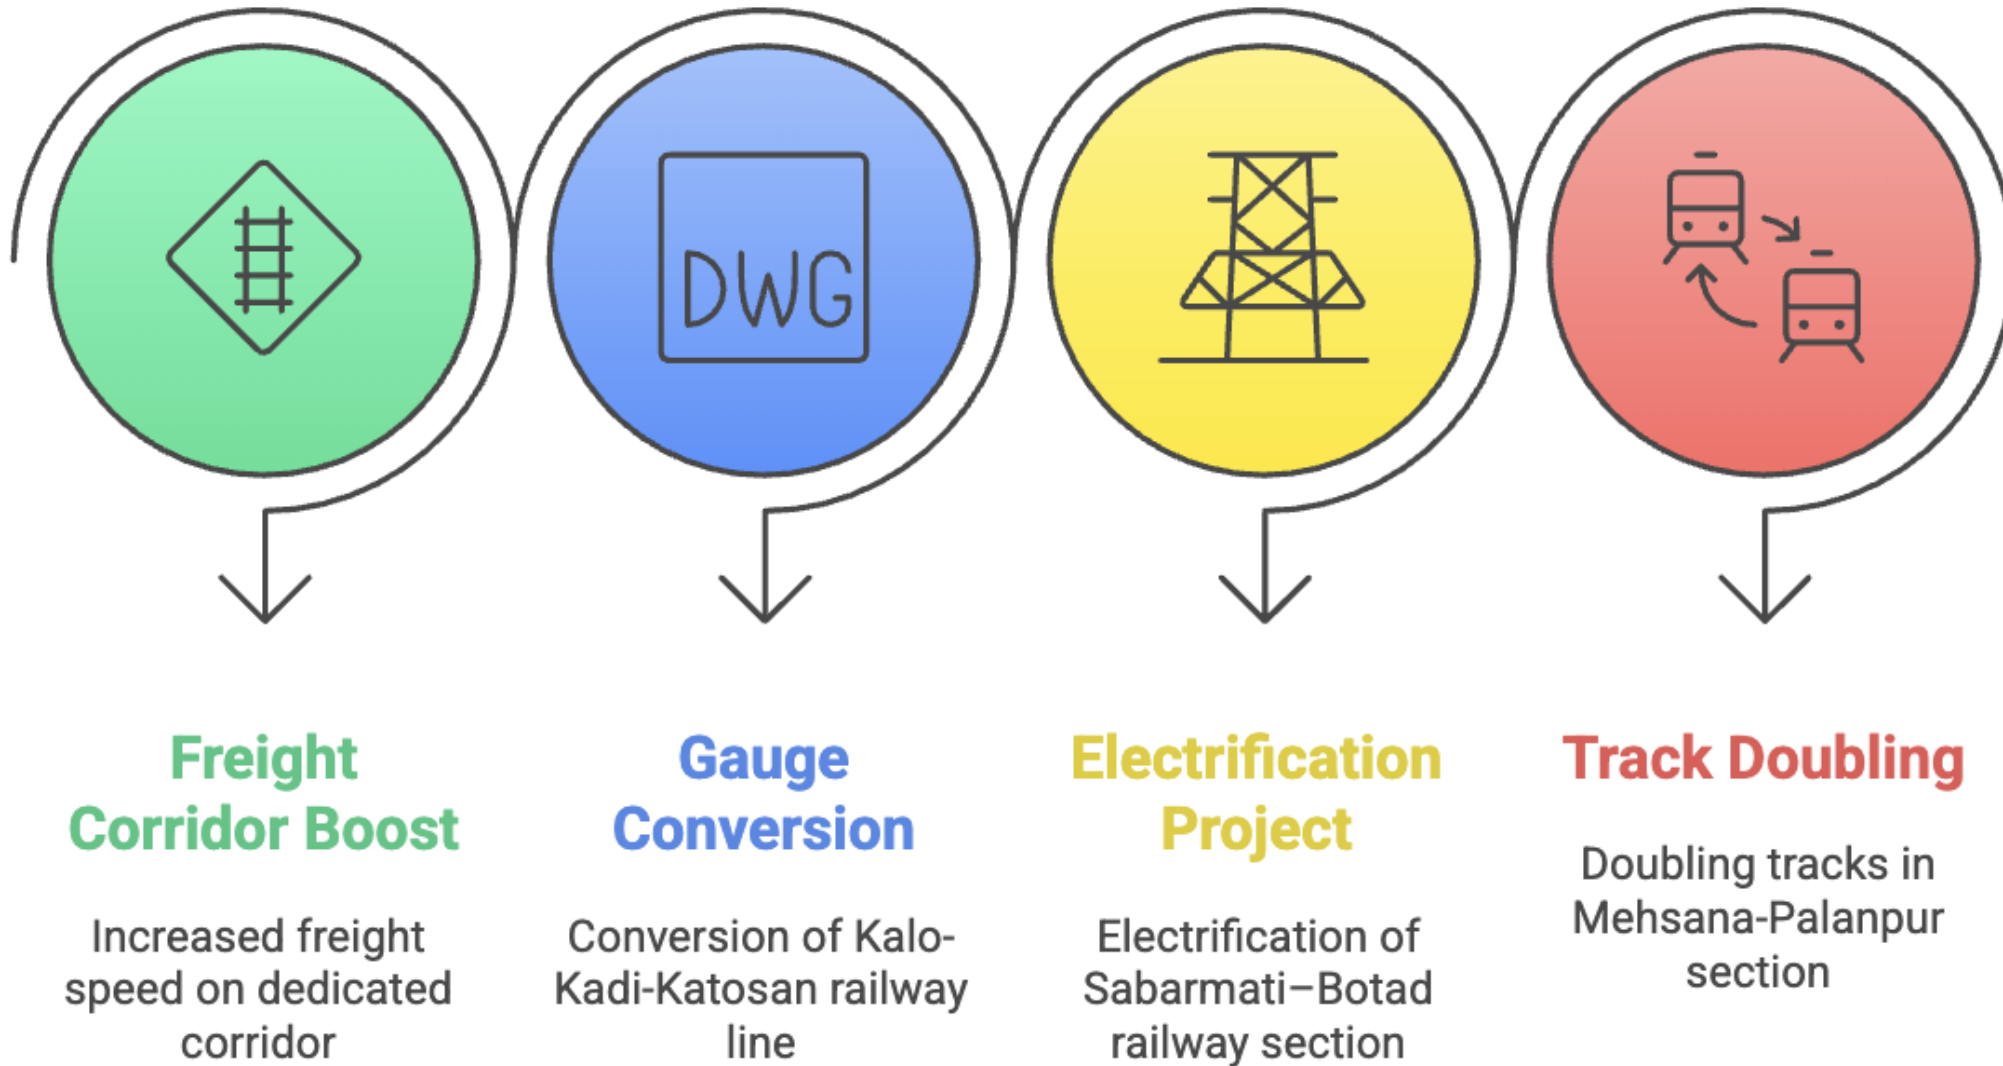 DWG
Freight
Corridor Boost
Increased freight
speed on dedicated
corridor
Gauge
Conversion
Conversion of Kalo-
Kadi-Katosan railway
line
Electrification
Project
Electrification of
Sabarmati–Botad
railway section
Track Doubling
Doubling tracks in
Mehsana-Palanpur
section